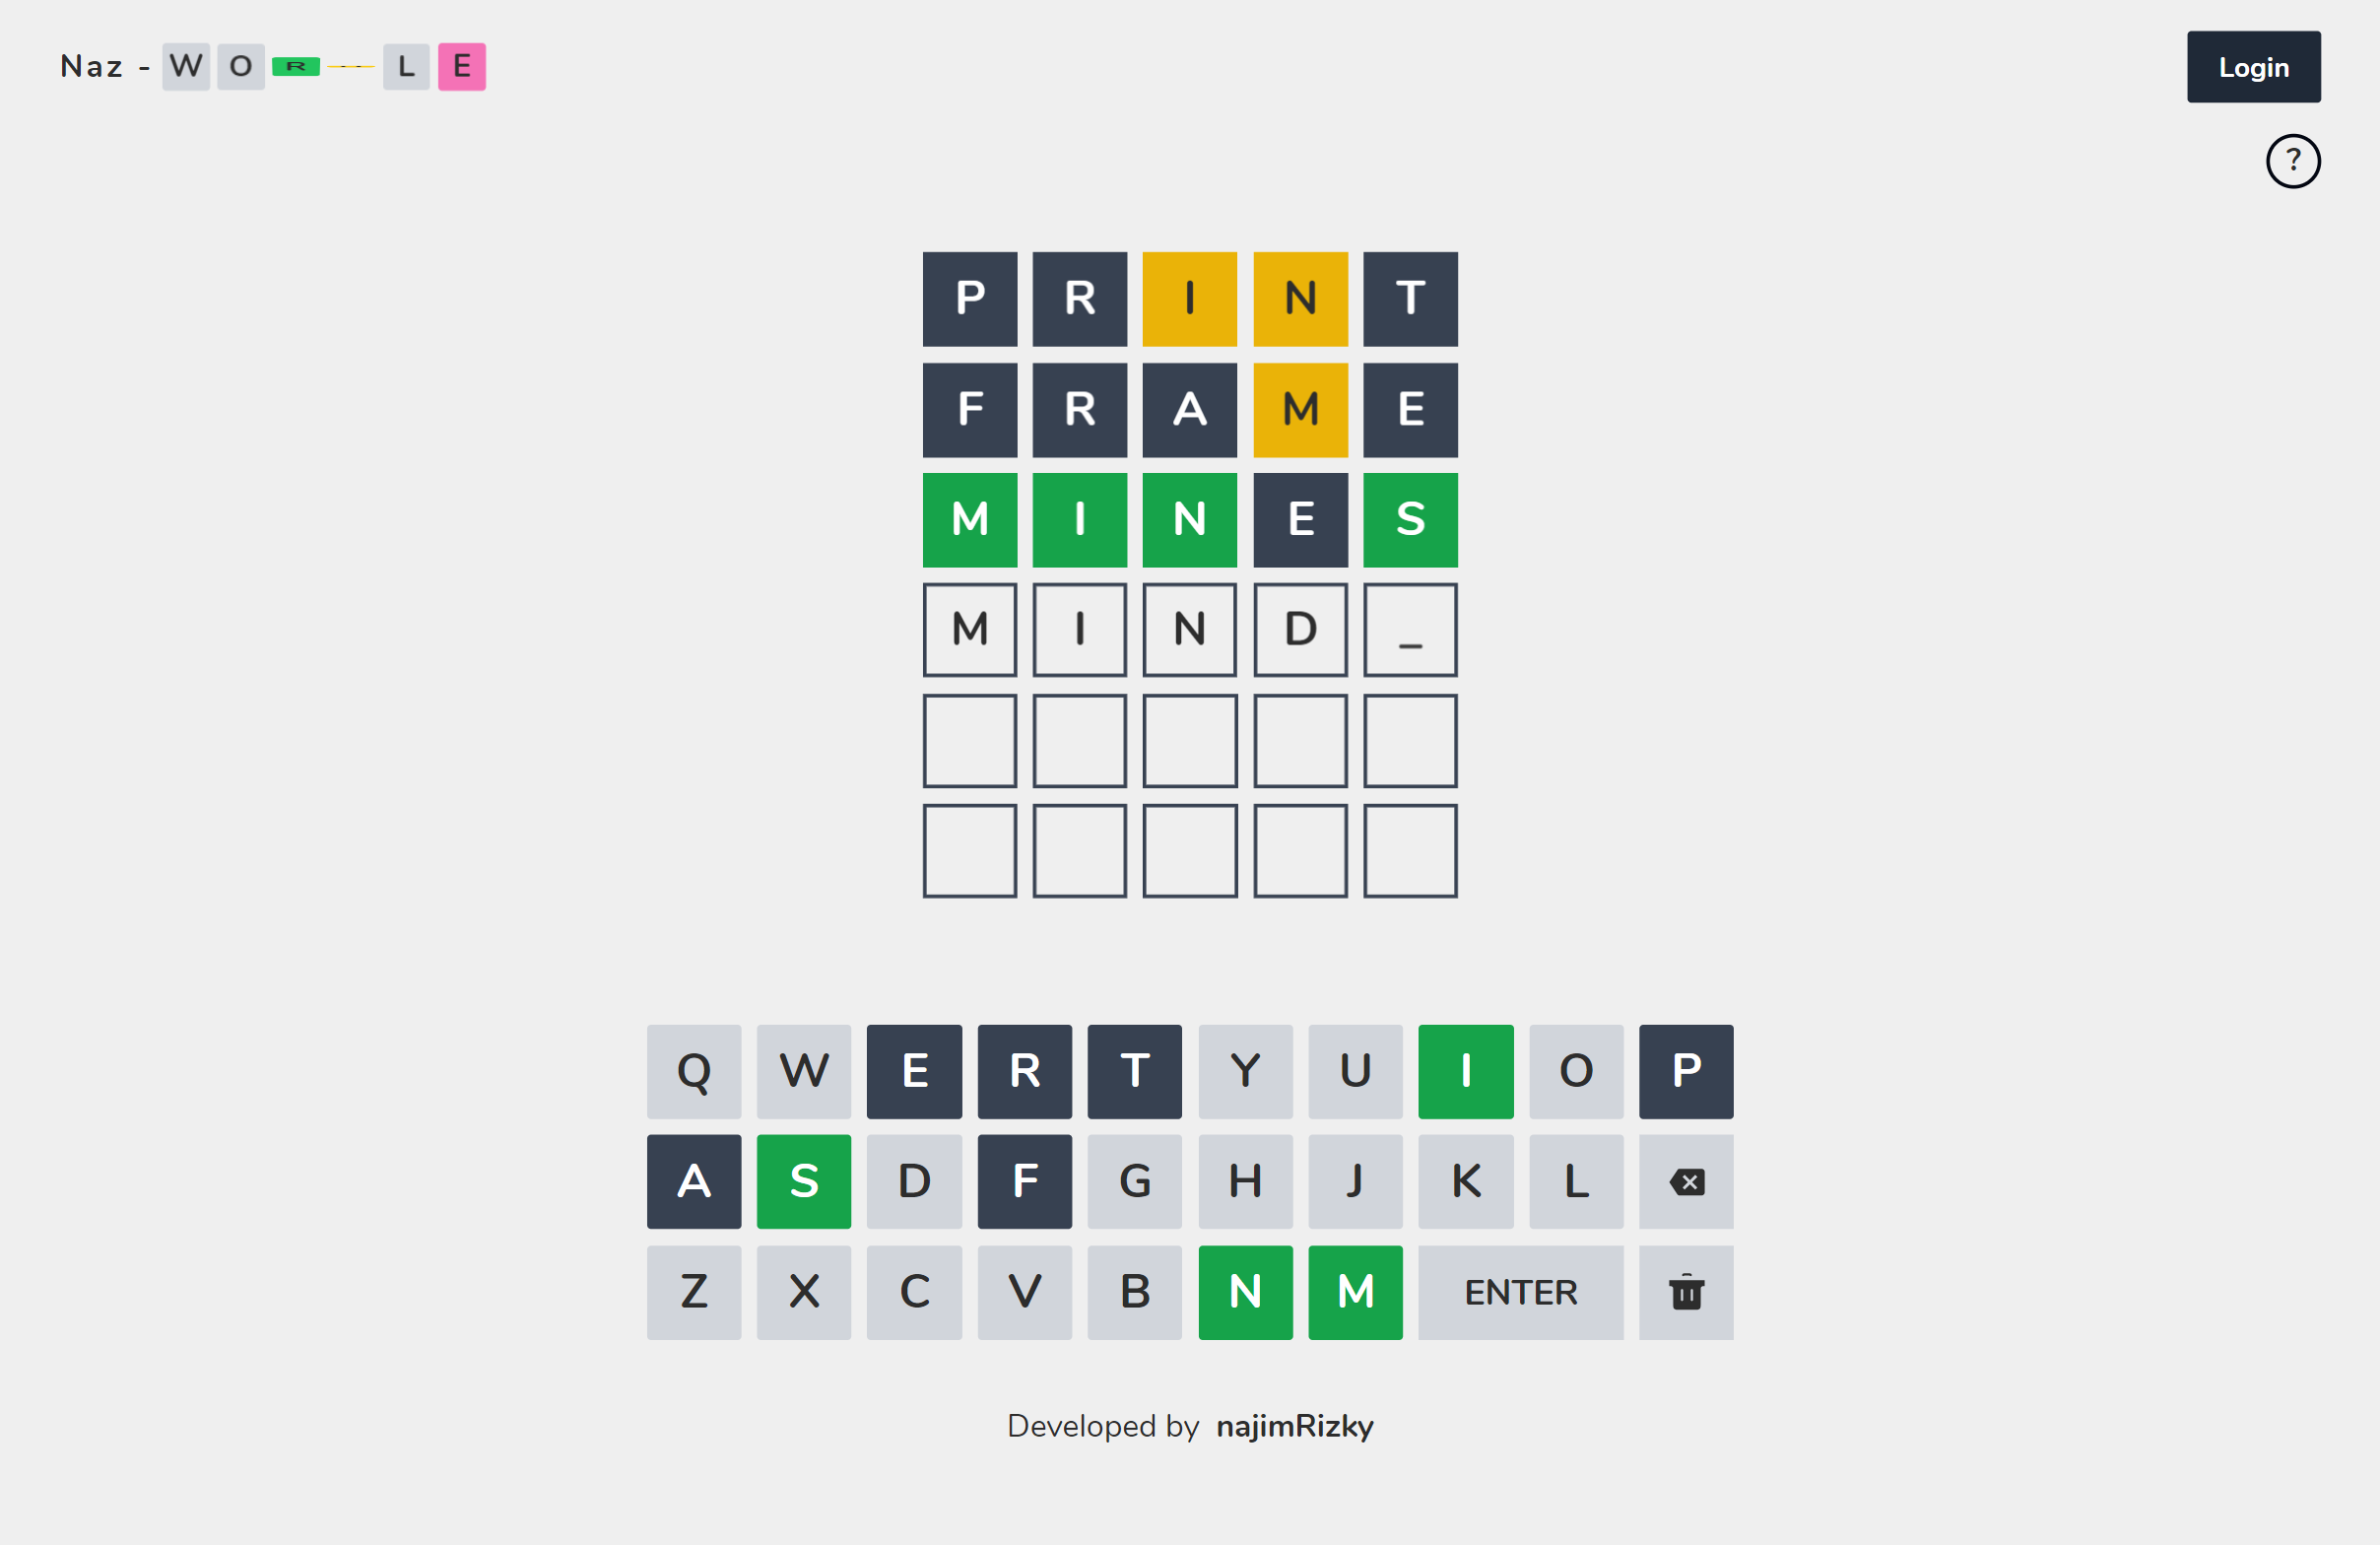 Naz - W O R L E
Login
?
P R I N T
F R A M E
M I N E S
M I N D _
Q W E R T Y U I O P
A S D F G H J K L
Z X C V B N M ENTER
Developed by najimRizky